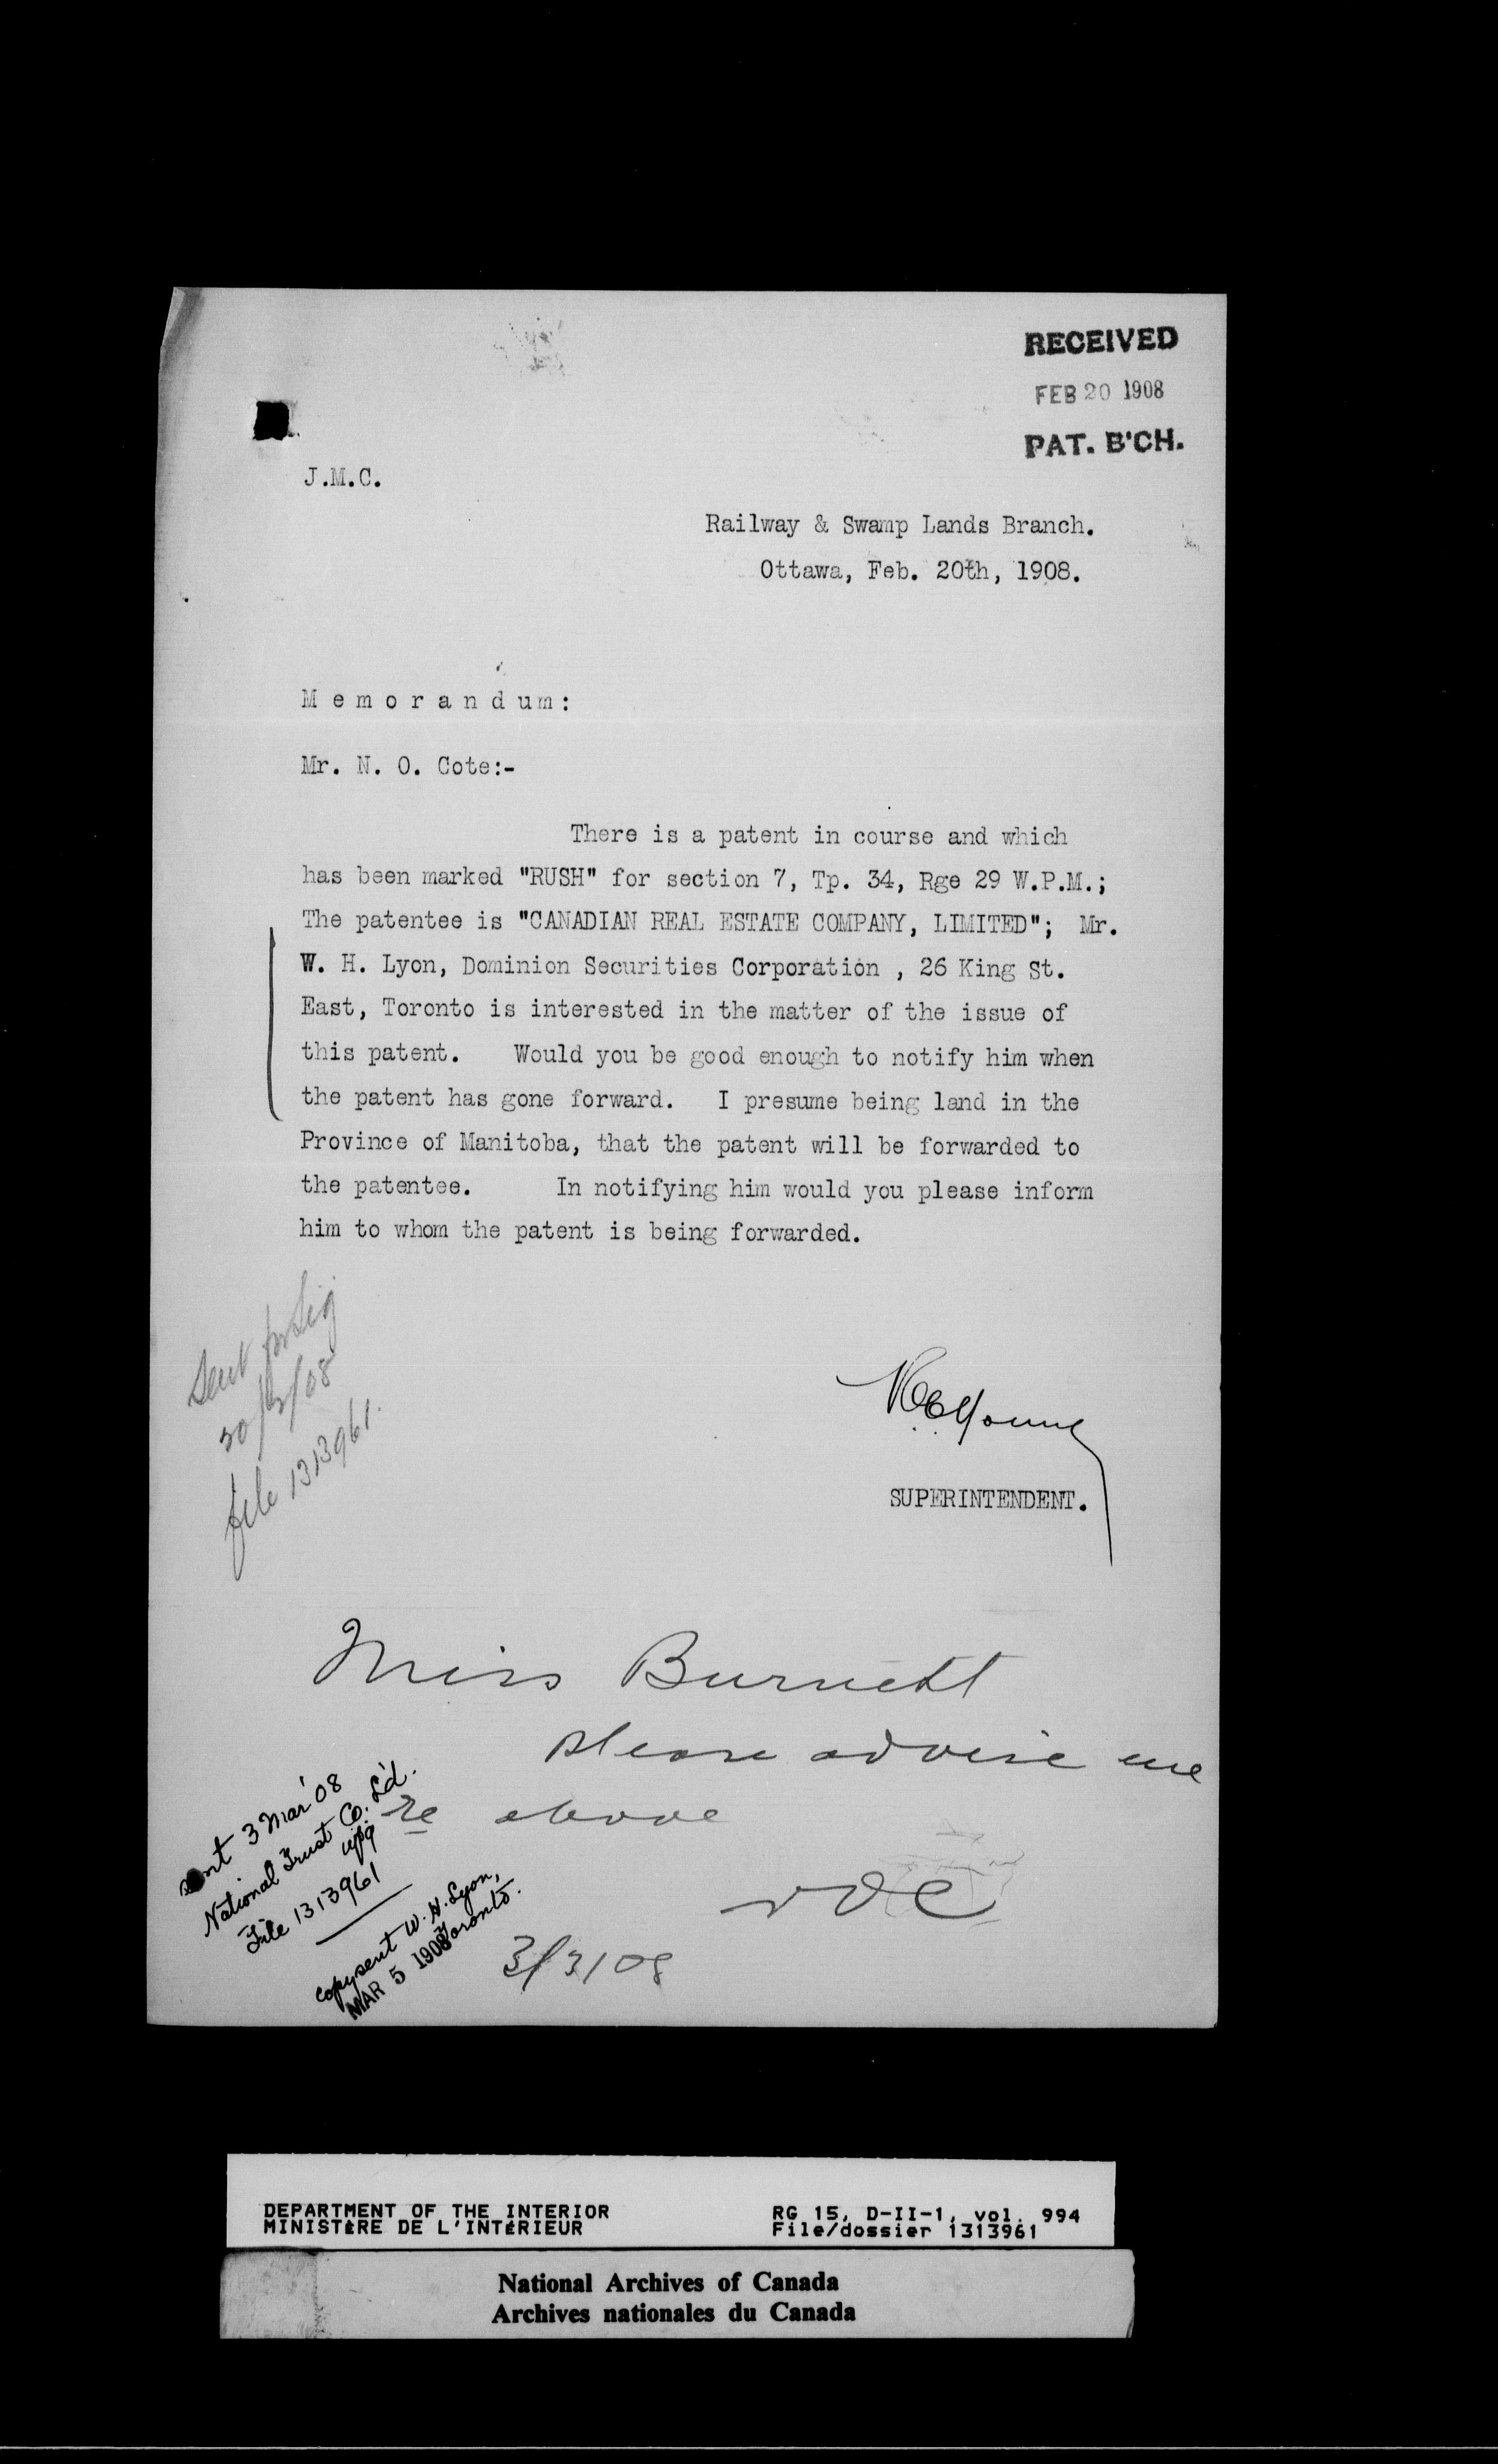 RECEIVED
FEB 20 1908
PAT. B'CH.
J.M.C.
Railway & Swamp Lands Branch.
Ottawa, Feb. 20th, 1908.
Memorandum:
Mr. N. O. Cote:-
There is a patent in course and which
has been marked "RUSH" for section 7, Tp. 34, Rge 29 W.P.M.;
The patentee is "CANADIAN REAL ESTATE COMPANY, LIMITED"; Mr.
W. H. Lyon, Dominion Securities Corporation , 26 King St.
East, Toronto is interested in the matter of the issue of
this patent. Would you be good enough to notify him when
the patent has gone forward. I presume being land in the
Province of Manitoba, that the patent will be forwarded to
the patentee. In notifying him would you please inform
him to whom the patent is being forwarded.
Sent for Sig
20/2/08
file 1313961.
Young
SUPERINTENDENT.
Miss Burnett
please advise me
re above
3/3/08
sent 3 Mar '08
National Trust Co. L'd.
Wpg
File 1313961
Copy sent W. H. Lyon,
Toronto.
MAR 5 1908
DEPARTMENT OF THE INTERIOR
MINISTÈRE DE L'INTÉRIEUR
RG 15, D-II-1, vol. 994
File/dossier 1313961
National Archives of Canada
Archives nationales du Canada